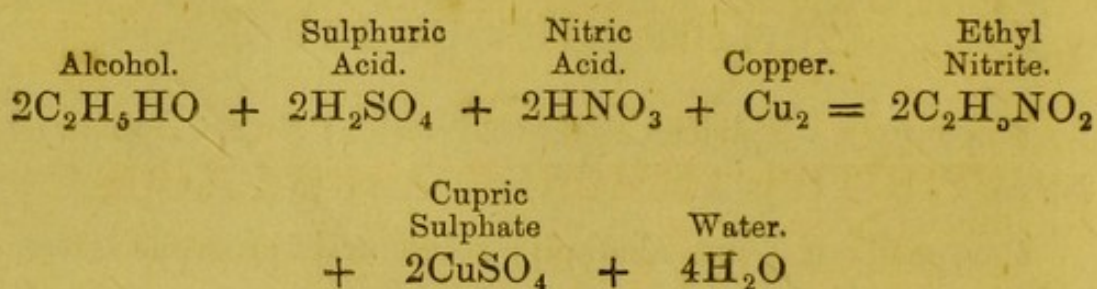 Sulphuric Nitric Ethyl
Alcohol. Acid. Acid. Copper. Nitrite.
2C₂H₅HO + 2H₂SO₄ + 2HNO₃ + Cu₂ = 2C₂H₅NO₂
Cupric
Sulphate Water.
+ 2CuSO₄ + 4H₂O